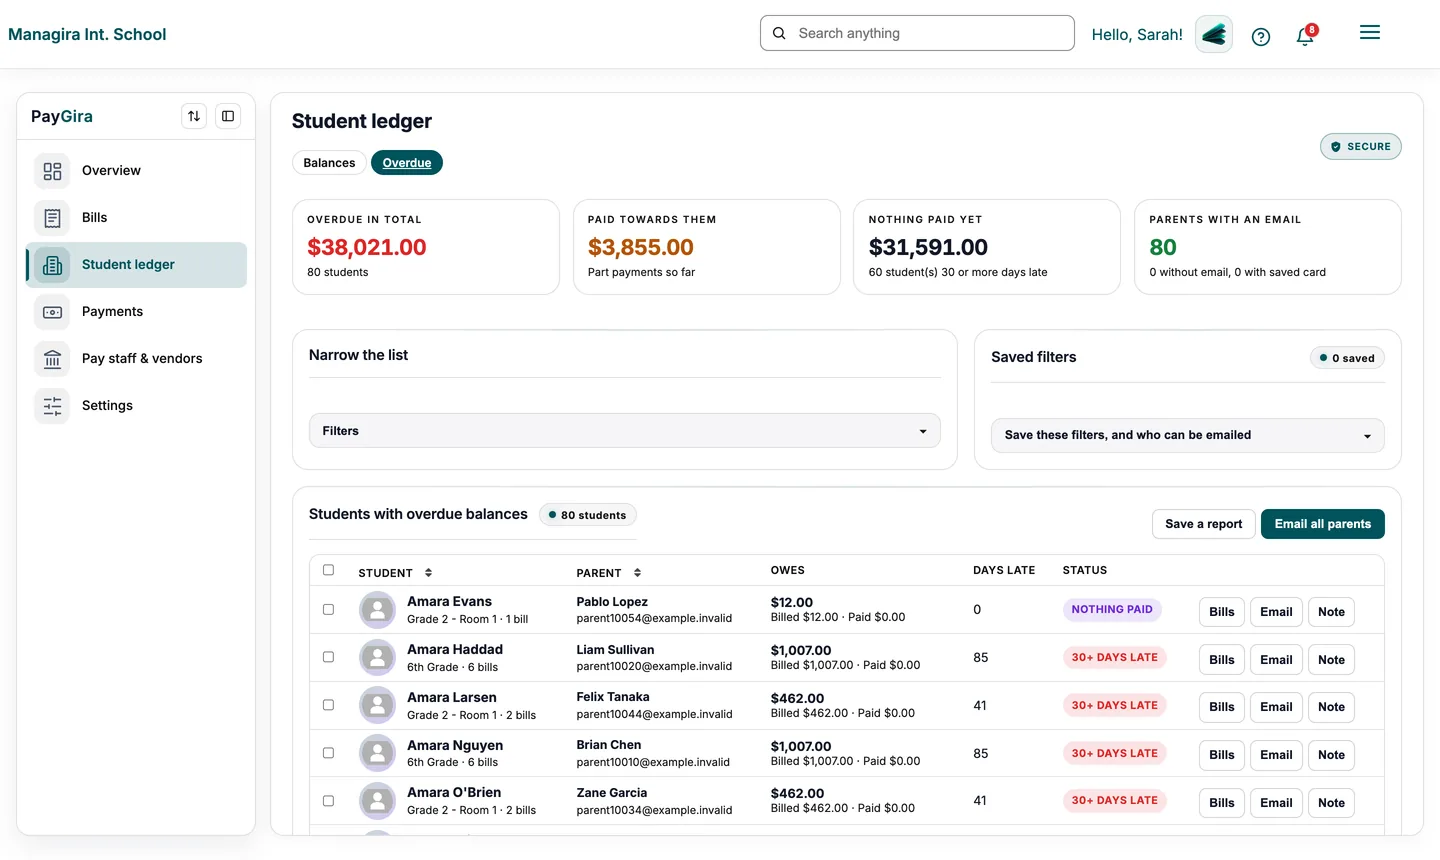 Managira Int. School
Search anything
Hello, Sarah!
8
PayGira
Overview
Bills
Student ledger
Payments
Pay staff & vendors
Settings
Student ledger
Balances
Overdue
SECURE
OVERDUE IN TOTAL
$38,021.00
80 students
PAID TOWARDS THEM
$3,855.00
Part payments so far
NOTHING PAID YET
$31,591.00
60 student(s) 30 or more days late
PARENTS WITH AN EMAIL
80
0 without email, 0 with saved card
Narrow the list
Filters
Saved filters
0 saved
Save these filters, and who can be emailed
Students with overdue balances
80 students
Save a report
Email all parents
STUDENT PARENT OWES DAYS LATE STATUS
Amara Evans
Grade 2 - Room 1 · 1 bill
Pablo Lopez
parent10054@example.invalid
$12.00
Billed $12.00 · Paid $0.00
0
NOTHING PAID
Bills Email Note
Amara Haddad
6th Grade · 6 bills
Liam Sullivan
parent10020@example.invalid
$1,007.00
Billed $1,007.00 · Paid $0.00
85
30+ DAYS LATE
Bills Email Note
Amara Larsen
Grade 2 - Room 1 · 2 bills
Felix Tanaka
parent10044@example.invalid
$462.00
Billed $462.00 · Paid $0.00
41
30+ DAYS LATE
Bills Email Note
Amara Nguyen
6th Grade · 6 bills
Brian Chen
parent10010@example.invalid
$1,007.00
Billed $1,007.00 · Paid $0.00
85
30+ DAYS LATE
Bills Email Note
Amara O'Brien
Grade 2 - Room 1 · 2 bills
Zane Garcia
parent10034@example.invalid
$462.00
Billed $462.00 · Paid $0.00
41
30+ DAYS LATE
Bills Email Note